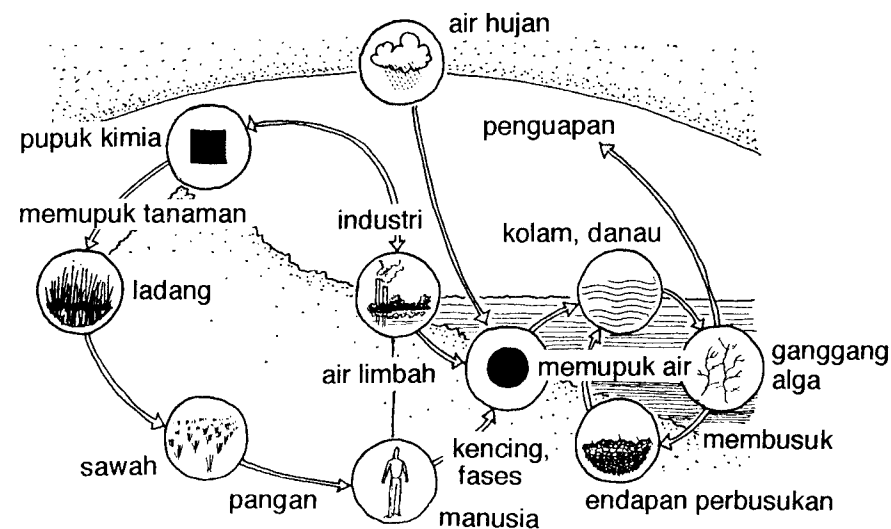 air hujan
pupuk kimia
penguapan
memupuk tanaman
industri
kolam, danau
ladang
air limbah
memupuk air
ganggang
alga
sawah
kencing,
fases
membusuk
pangan
manusia
endapan perbusukan